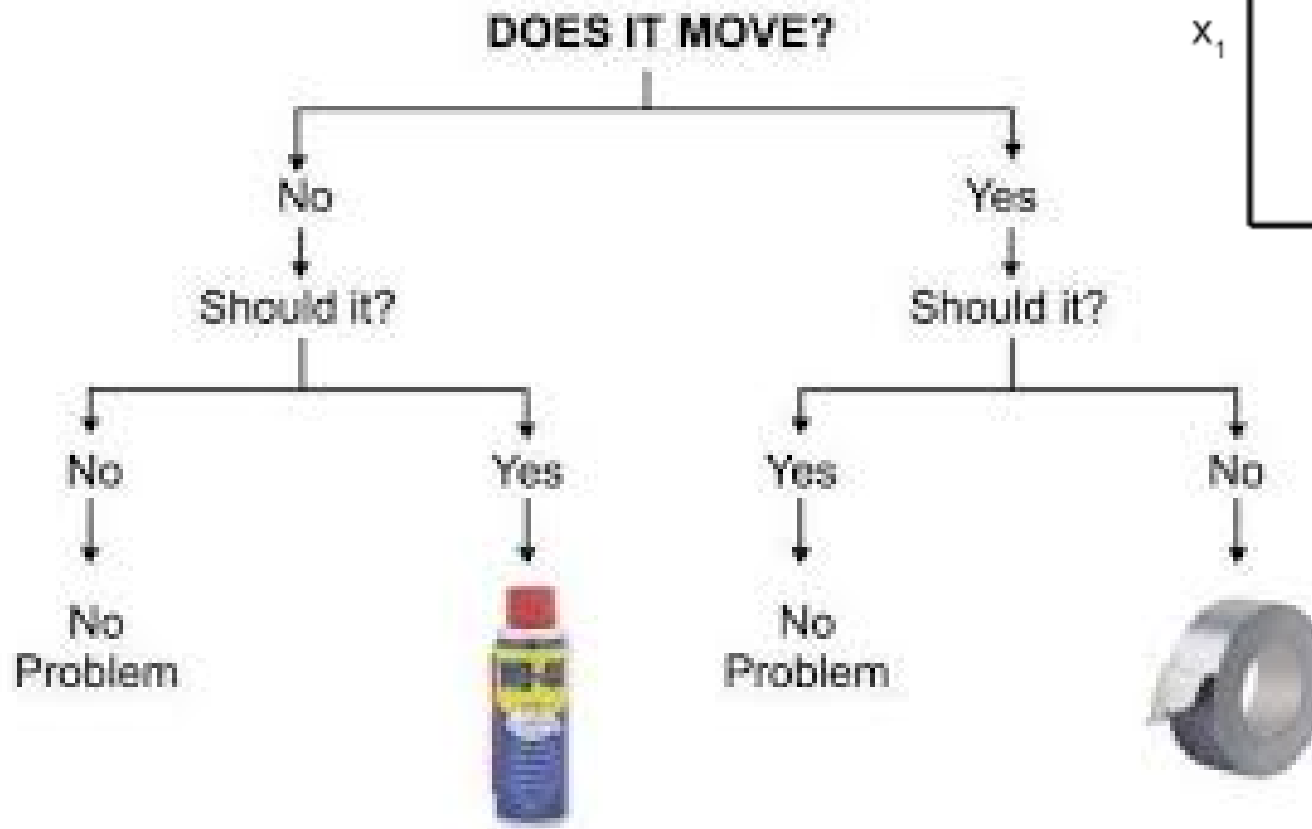 DOES IT MOVE?
x₁
No
Yes
Should it?
Should it?
No
Yes
Yes
No
No
Problem
No
Problem